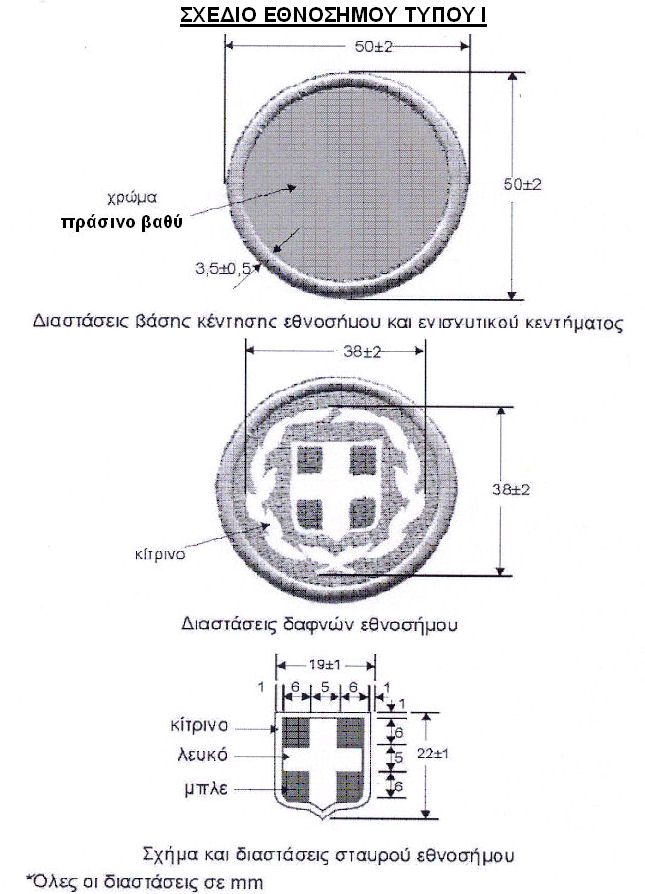 ΣΧΕΔΙΟ ΕΘΝΟΣΗΜΟΥ ΤΥΠΟΥ Ι
50±2
50±2
χρώμα
πράσινο βαθύ
3,5±0,5
Διαστάσεις βάσης κέντησης εθνοσήμου και ενισχυτικού κεντήματος
38±2
38±2
κίτρινο
Διαστάσεις δαφνών εθνοσήμου
19±1
1 6 5 6 1
1
κίτρινο
6
λευκό
5
22±1
μπλε
6
Σχήμα και διαστάσεις σταυρού εθνοσήμου
*Όλες οι διαστάσεις σε mm